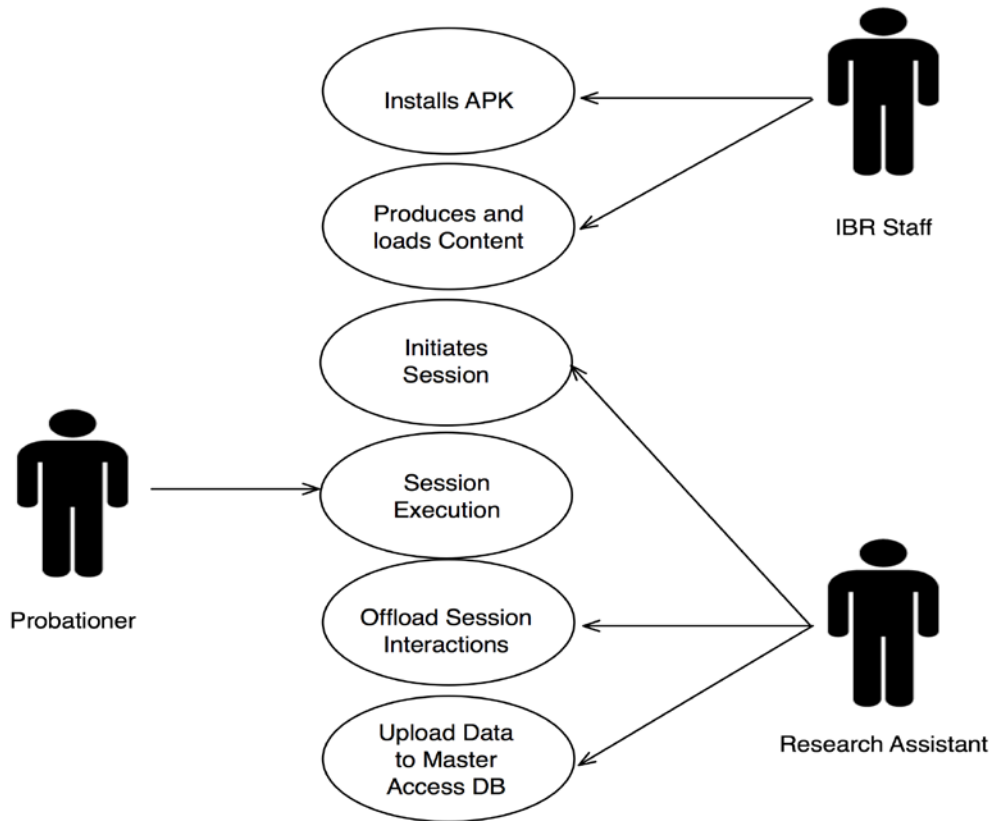 Installs APK
Produces and
loads Content
IBR Staff
Initiates
Session
Session
Execution
Probationer
Offload Session
Interactions
Upload Data
to Master
Access DB
Research Assistant